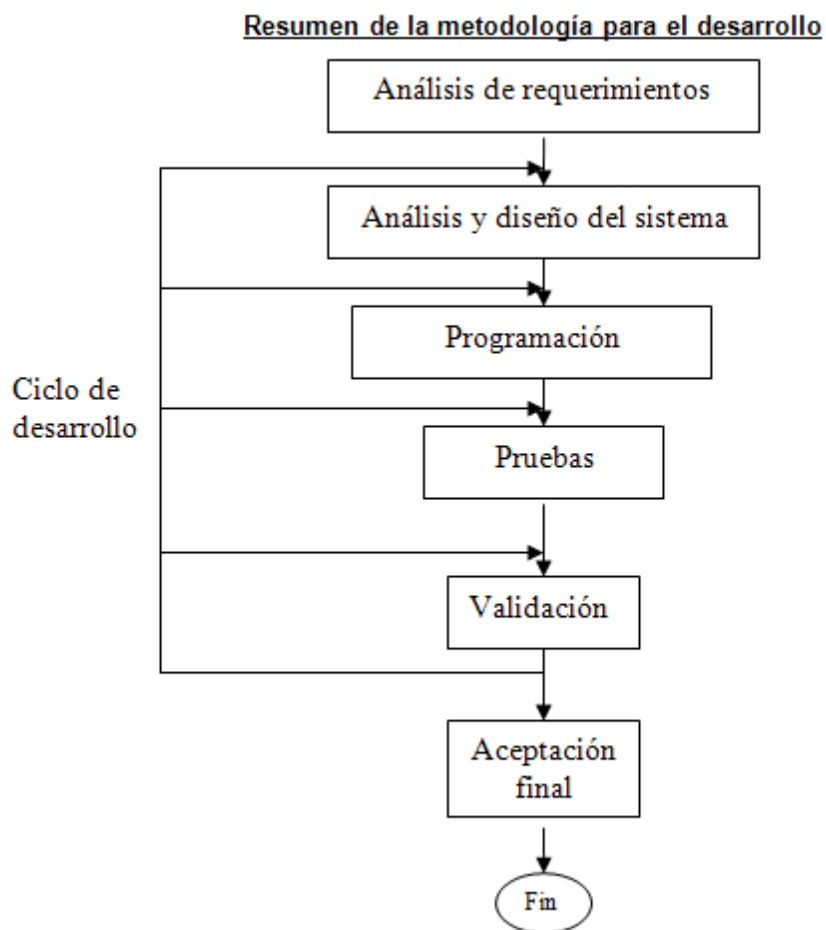 Resumen de la metodología para el desarrollo
Análisis de requerimientos
Análisis y diseño del sistema
Programación
Ciclo de
desarrollo
Pruebas
Validación
Aceptación
final
Fin